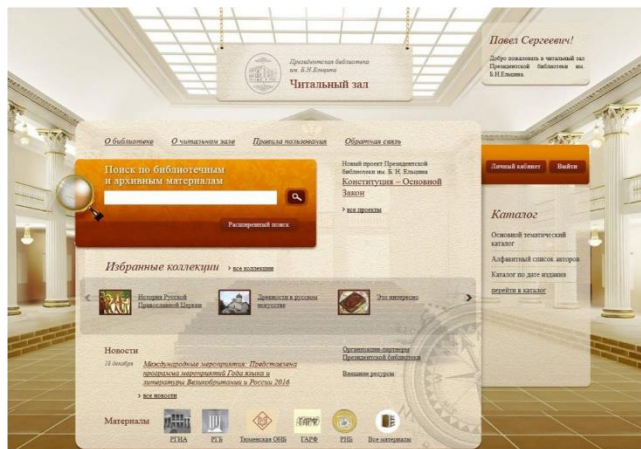 Президентская библиотека
им. Б.Н.Ельцина
Читальный зал
Павел Сергеевич!
Добро пожаловать в читальный зал
Президентской библиотеки им.
Б.Н.Ельцина.
О библиотеке
О читальном зале
Правила пользования
Обратная связь
Поиск по библиотечным
и архивным материалам
Расширенный поиск
Новый проект Президентской
библиотеки им. Б. Н. Ельцина
Конституция – Основной
Закон
› все проекты
Личный кабинет
Выйти
Каталог
Основной тематический
каталог
Алфавитный список авторов
Каталог по дате издания
перейти в каталог
Избранные коллекции
› все коллекции
История Русской
Православной Церкви
Древности в русском
искусстве
Это интересно
Новости
18 декабря
Международные мероприятия: Представлена
программа мероприятий Года языка и
литературы Великобритании и России 2016
› все новости
Организации-партнеры
Президентской библиотеки
Внешние ресурсы
Материалы
РГИА
РГБ
Тюменская ОНБ
ГАРФ
РНБ
Все материалы